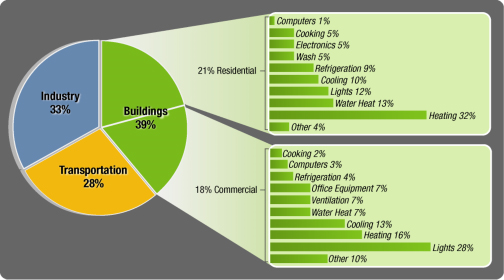 Industry
33%
Buildings
39%
Transportation
28%
21% Residential
Computers 1%
Cooking 5%
Electronics 5%
Wash 5%
Refrigeration 9%
Cooling 10%
Lights 12%
Water Heat 13%
Heating 32%
Other 4%
18% Commercial
Cooking 2%
Computers 3%
Refrigeration 4%
Office Equipment 7%
Ventilation 7%
Water Heat 7%
Cooling 13%
Heating 16%
Lights 28%
Other 10%